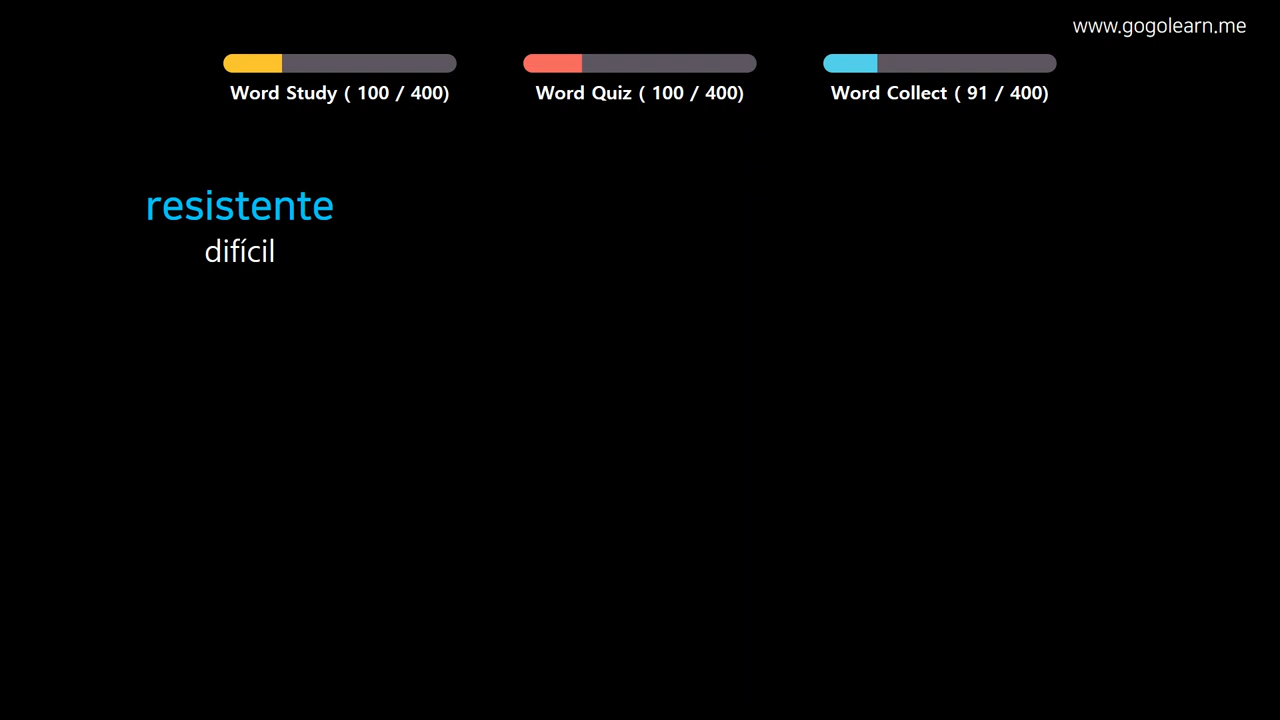 www.gogolearn.me
Word Study ( 100 / 400)
Word Quiz ( 100 / 400)
Word Collect ( 91 / 400)
resistente
difícil